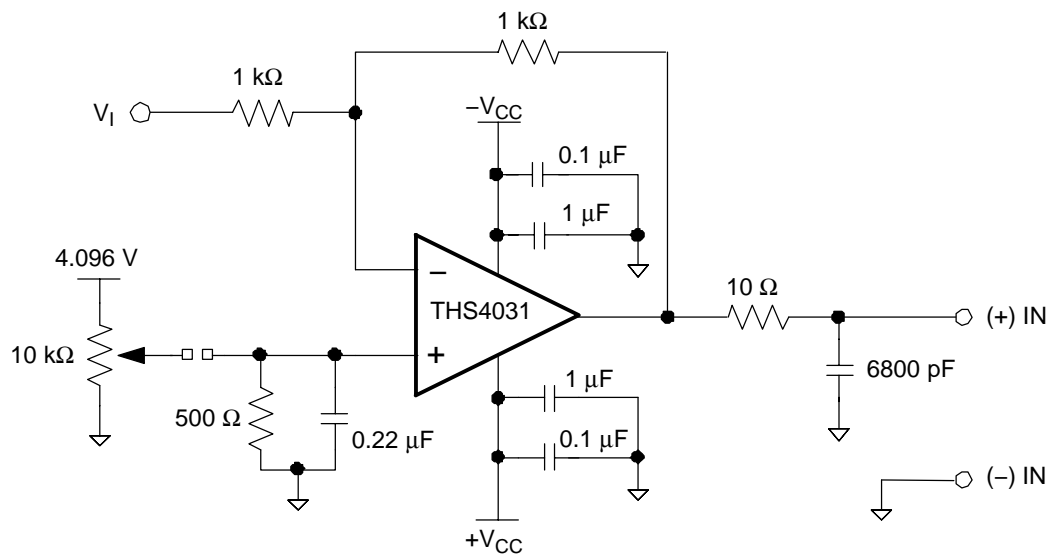 1 kΩ
1 kΩ
V_I
−V_CC
0.1 μF
1 μF
4.096 V
−
THS4031
10 Ω
(+) IN
10 kΩ
+
6800 pF
500 Ω
0.22 μF
1 μF
0.1 μF
(−) IN
+V_CC